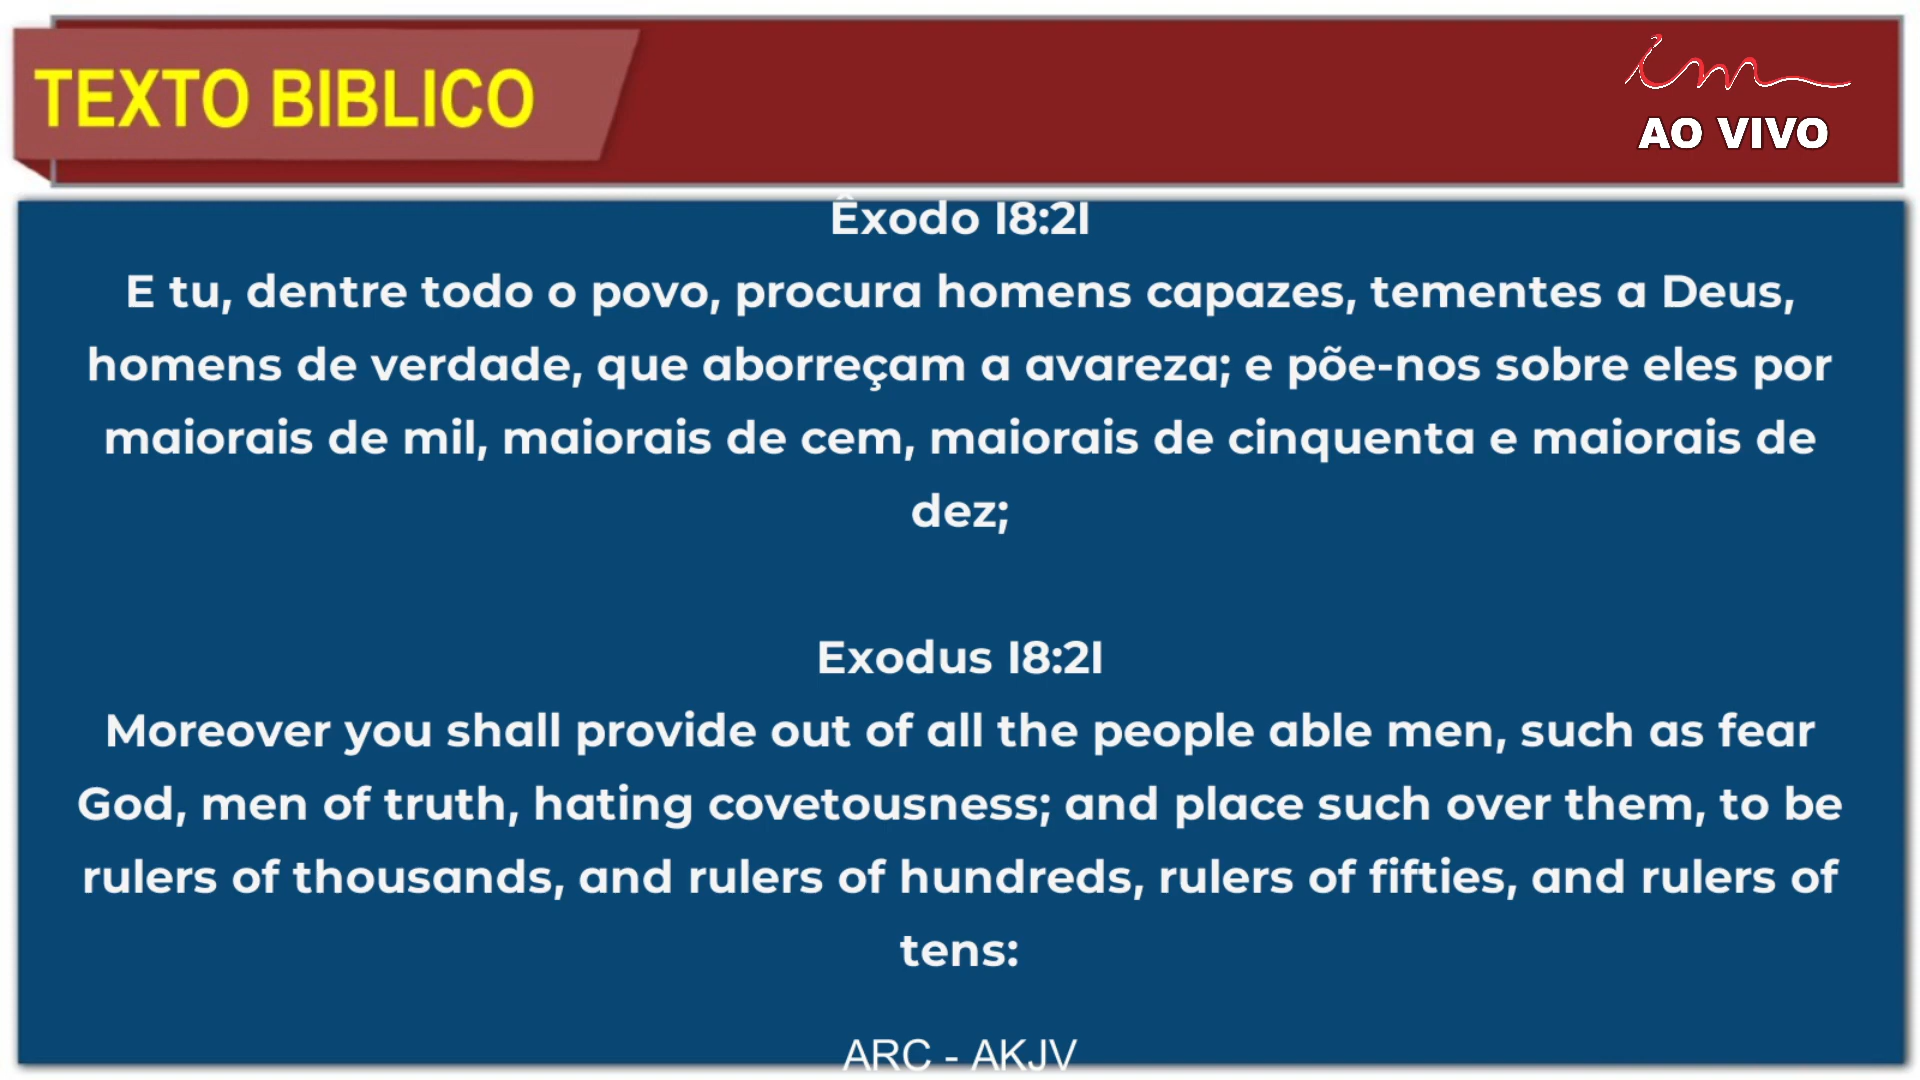 TEXTO BIBLICO
im
AO VIVO
Êxodo 18:21
E tu, dentre todo o povo, procura homens capazes, tementes a Deus,
homens de verdade, que aborreçam a avareza; e põe-nos sobre eles por
maiorais de mil, maiorais de cem, maiorais de cinquenta e maiorais de
dez;
Exodus 18:21
Moreover you shall provide out of all the people able men, such as fear
God, men of truth, hating covetousness; and place such over them, to be
rulers of thousands, and rulers of hundreds, rulers of fifties, and rulers of
tens:
ARC - AKJV